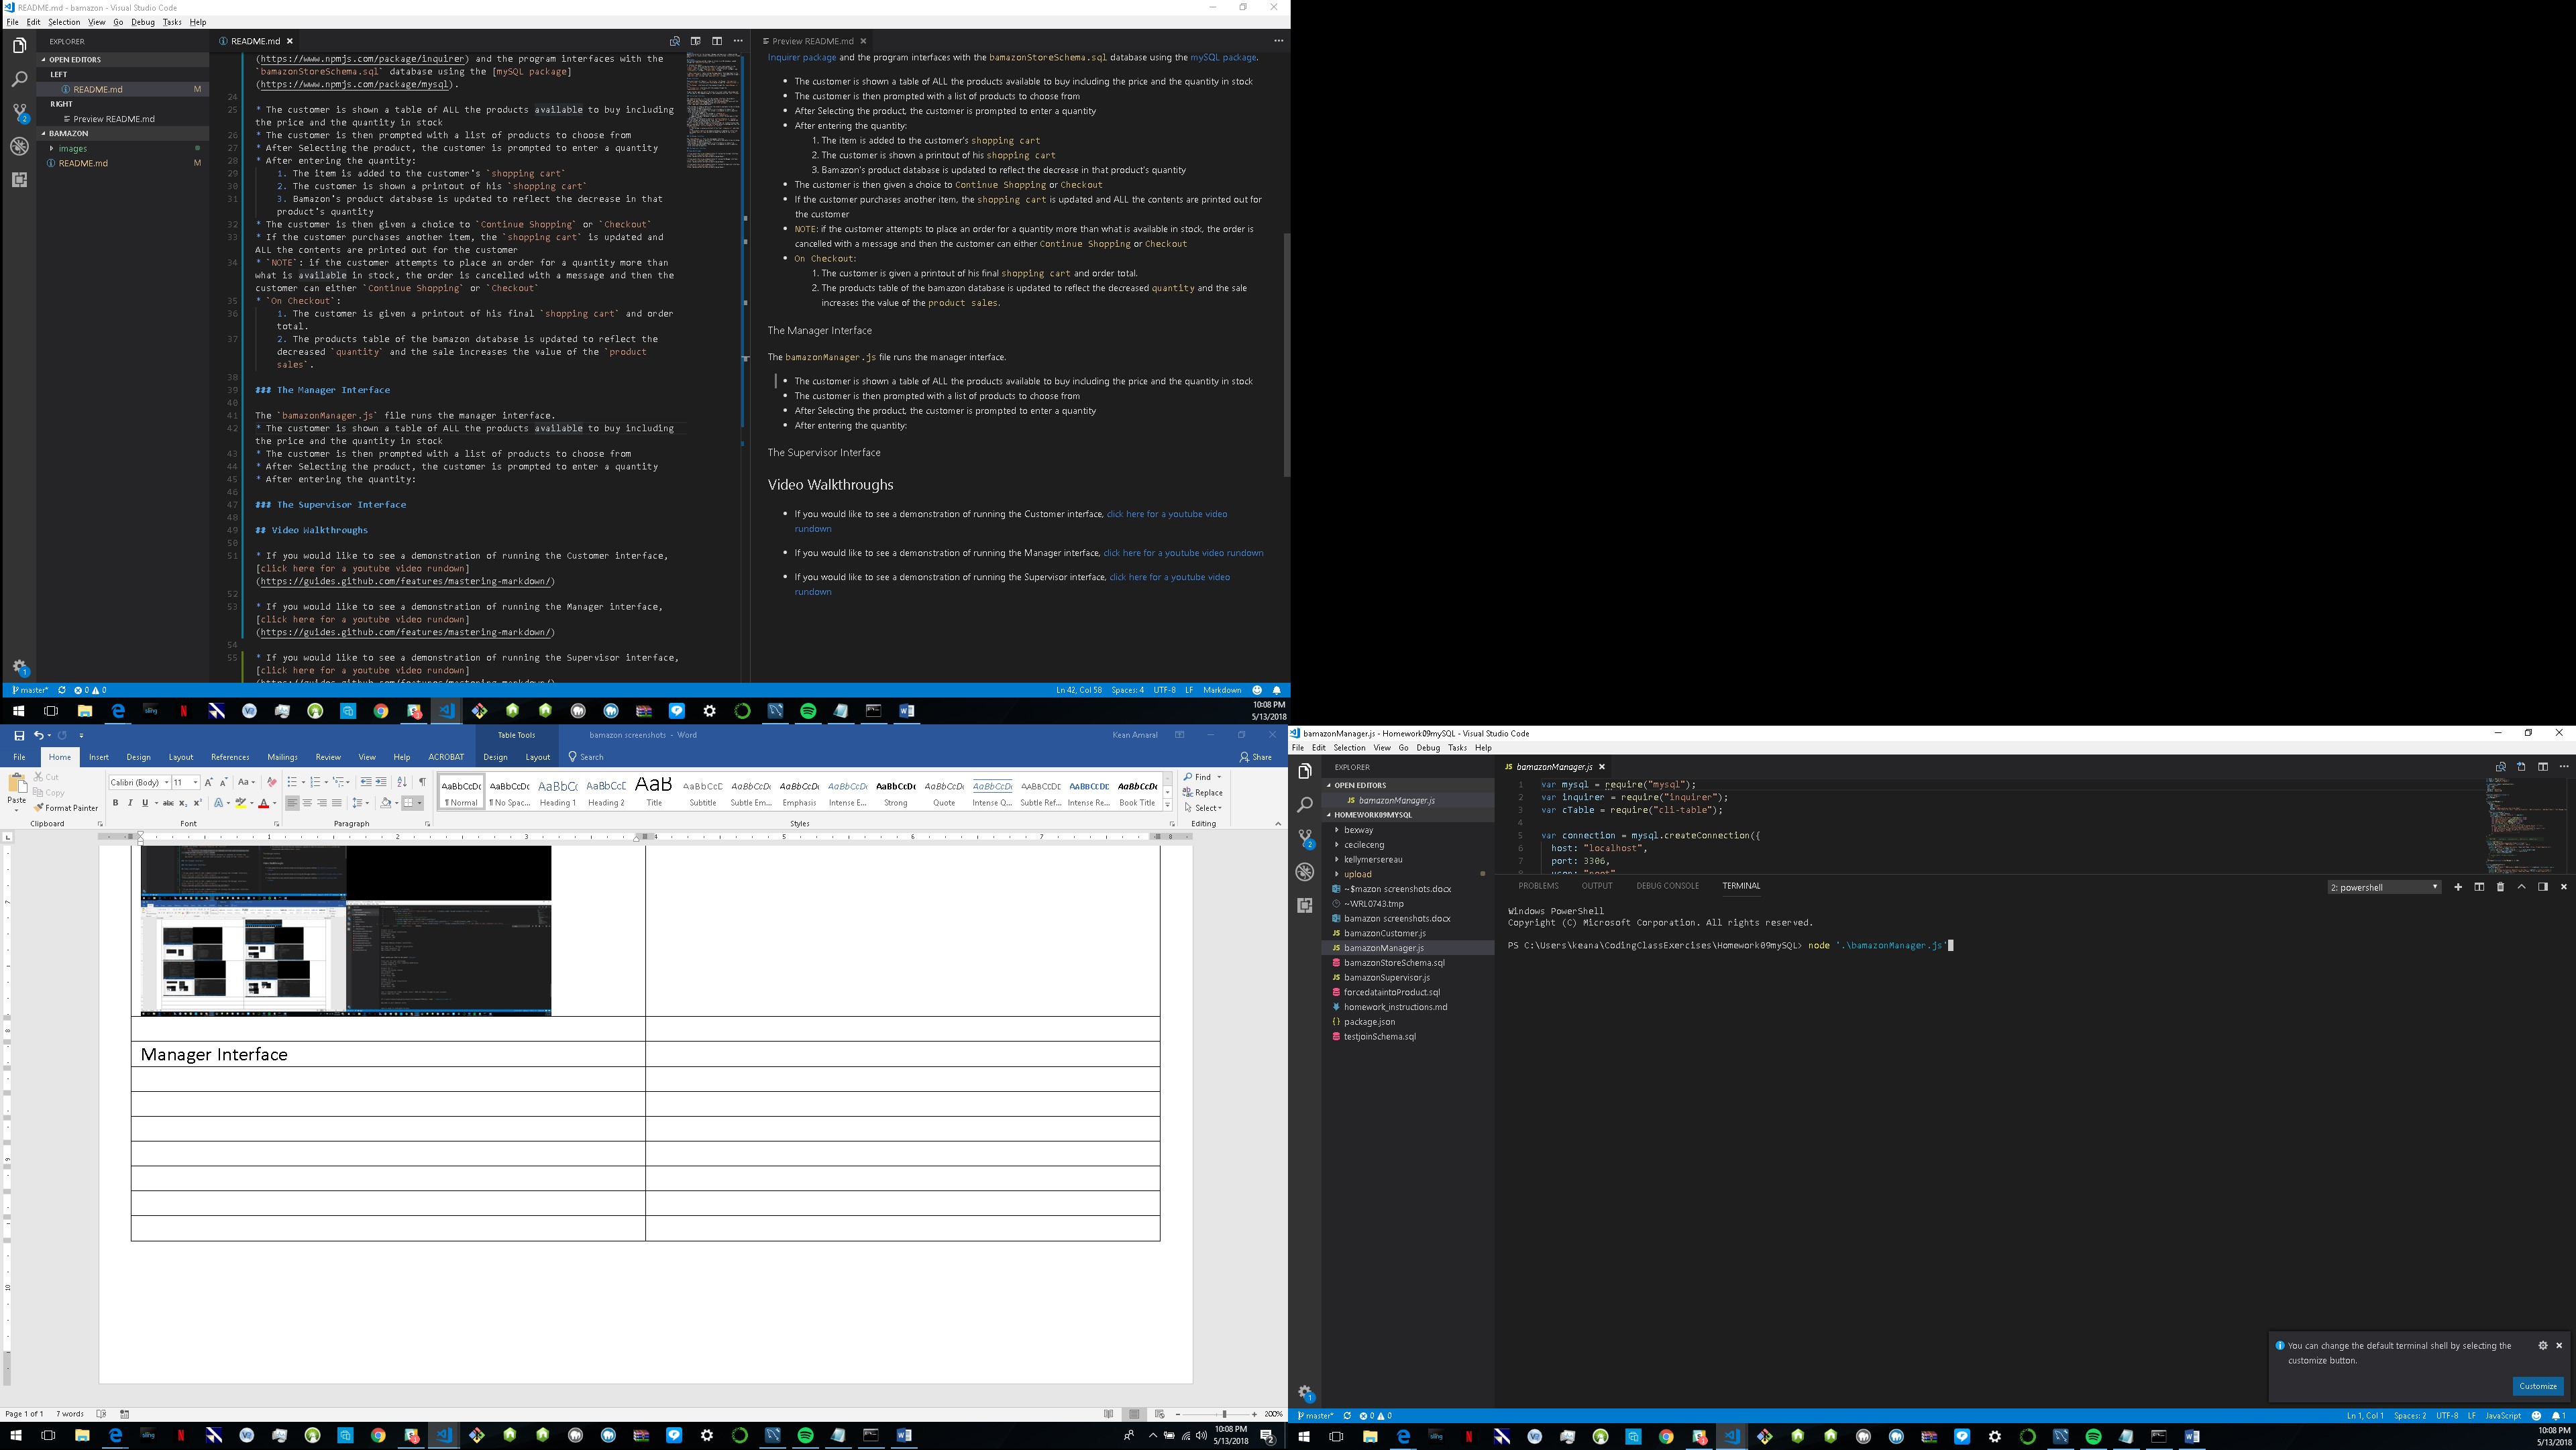 README.md - bamazon - Visual Studio Code
File Edit Selection View Go Debug Tasks Help
EXPLORER
OPEN EDITORS
LEFT
README.md M
RIGHT
Preview README.md
BAMAZON
images
README.md M
README.md
(https://www.npmjs.com/package/inquirer) and the program interfaces with the
`bamazonStoreSchema.sql` database using the [mySQL package]
(https://www.npmjs.com/package/mysql).
24
25 * The customer is shown a table of ALL the products available to buy including
the price and the quantity in stock
26 * The customer is then prompted with a list of products to choose from
27 * After Selecting the product, the customer is prompted to enter a quantity
28 * After entering the quantity:
29 1. The item is added to the customer's `shopping cart`
30 2. The customer is shown a printout of his `shopping cart`
31 3. Bamazon's product database is updated to reflect the decrease in that
product's quantity
32 * The customer is then given a choice to `Continue Shopping` or `Checkout`
33 * If the customer purchases another item, the `shopping cart` is updated and
ALL the contents are printed out for the customer
34 * `NOTE`: if the customer attempts to place an order for a quantity more than
what is available in stock, the order is cancelled with a message and then the
customer can either `Continue Shopping` or `Checkout`
35 * `On Checkout`:
36 1. The customer is given a printout of his final `shopping cart` and order
total.
37 2. The products table of the bamazon database is updated to reflect the
decreased `quantity` and the sale increases the value of the `product
sales`.
38
39 ### The Manager Interface
40
41 The `bamazonManager.js` file runs the manager interface.
42 * The customer is shown a table of ALL the products available to buy including
the price and the quantity in stock
43 * The customer is then prompted with a list of products to choose from
44 * After Selecting the product, the customer is prompted to enter a quantity
45 * After entering the quantity:
46
47 ### The Supervisor Interface
48
49 ## Video Walkthroughs
50
51 * If you would like to see a demonstration of running the Customer interface,
[click here for a youtube video rundown]
(https://guides.github.com/features/mastering-markdown/)
52
53 * If you would like to see a demonstration of running the Manager interface,
[click here for a youtube video rundown]
(https://guides.github.com/features/mastering-markdown/)
54
55 * If you would like to see a demonstration of running the Supervisor interface,
[click here for a youtube video rundown]
(https://guides.github.com/features/mastering-markdown/)
Preview README.md
Inquirer package and the program interfaces with the bamazonStoreSchema.sql database using the mySQL package.
• The customer is shown a table of ALL the products available to buy including the price and the quantity in stock
• The customer is then prompted with a list of products to choose from
• After Selecting the product, the customer is prompted to enter a quantity
• After entering the quantity:
1. The item is added to the customer's shopping cart
2. The customer is shown a printout of his shopping cart
3. Bamazon's product database is updated to reflect the decrease in that product's quantity
• The customer is then given a choice to Continue Shopping or Checkout
• If the customer purchases another item, the shopping cart is updated and ALL the contents are printed out for
the customer
• NOTE: if the customer attempts to place an order for a quantity more than what is available in stock, the order is
cancelled with a message and then the customer can either Continue Shopping or Checkout
• On Checkout:
1. The customer is given a printout of his final shopping cart and order total.
2. The products table of the bamazon database is updated to reflect the decreased quantity and the sale
increases the value of the product sales.
The Manager Interface
The bamazonManager.js file runs the manager interface.
• The customer is shown a table of ALL the products available to buy including the price and the quantity in stock
• The customer is then prompted with a list of products to choose from
• After Selecting the product, the customer is prompted to enter a quantity
• After entering the quantity:
The Supervisor Interface
Video Walkthroughs
• If you would like to see a demonstration of running the Customer interface, click here for a youtube video
rundown
• If you would like to see a demonstration of running the Manager interface, click here for a youtube video rundown
• If you would like to see a demonstration of running the Supervisor interface, click here for a youtube video
rundown
master* 0 0 Ln 42, Col 58 Spaces: 4 UTF-8 LF Markdown
10:08 PM
5/13/2018
Table Tools bamazon screenshots - Word Kean Amaral
File Home Insert Design Layout References Mailings Review View Help ACROBAT Design Layout Search Share
Paste Cut
Copy
Format Painter
Calibri (Body) 11
Clipboard Font Paragraph Styles Editing
¶ Normal ¶ No Spac... Heading 1 Heading 2 Title Subtitle Subtle Em... Emphasis Intense E... Strong Quote Intense Q... Subtle Ref... Intense Re... Book Title
Find
Replace
Select
Manager Interface
Page 1 of 1 7 words 200%
10:08 PM
5/13/2018
bamazonManager.js - Homework09mySQL - Visual Studio Code
File Edit Selection View Go Debug Tasks Help
EXPLORER
OPEN EDITORS
bamazonManager.js
HOMEWORK09MYSQL
bexway
cecileceng
kellymersereau
upload
~$mazon screenshots.docx
~WRL0743.tmp
bamazon screenshots.docx
bamazonCustomer.js
bamazonManager.js
bamazonStoreSchema.sql
bamazonSupervisor.js
forcedataintoProduct.sql
homework_instructions.md
package.json
testjoinSchema.sql
bamazonManager.js
1 var mysql = require("mysql");
2 var inquirer = require("inquirer");
3 var cTable = require("cli-table");
4
5 var connection = mysql.createConnection({
6 host: "localhost",
7 port: 3306,
PROBLEMS OUTPUT DEBUG CONSOLE TERMINAL 2: powershell
Windows PowerShell
Copyright (C) Microsoft Corporation. All rights reserved.
PS C:\Users\keana\CodingClassExercises\Homework09mySQL> node '.\bamazonManager.js'
You can change the default terminal shell by selecting the
customize button.
Customize
master* 0 0 Ln 1, Col 1 Spaces: 2 UTF-8 LF JavaScript 1
10:08 PM
5/13/2018